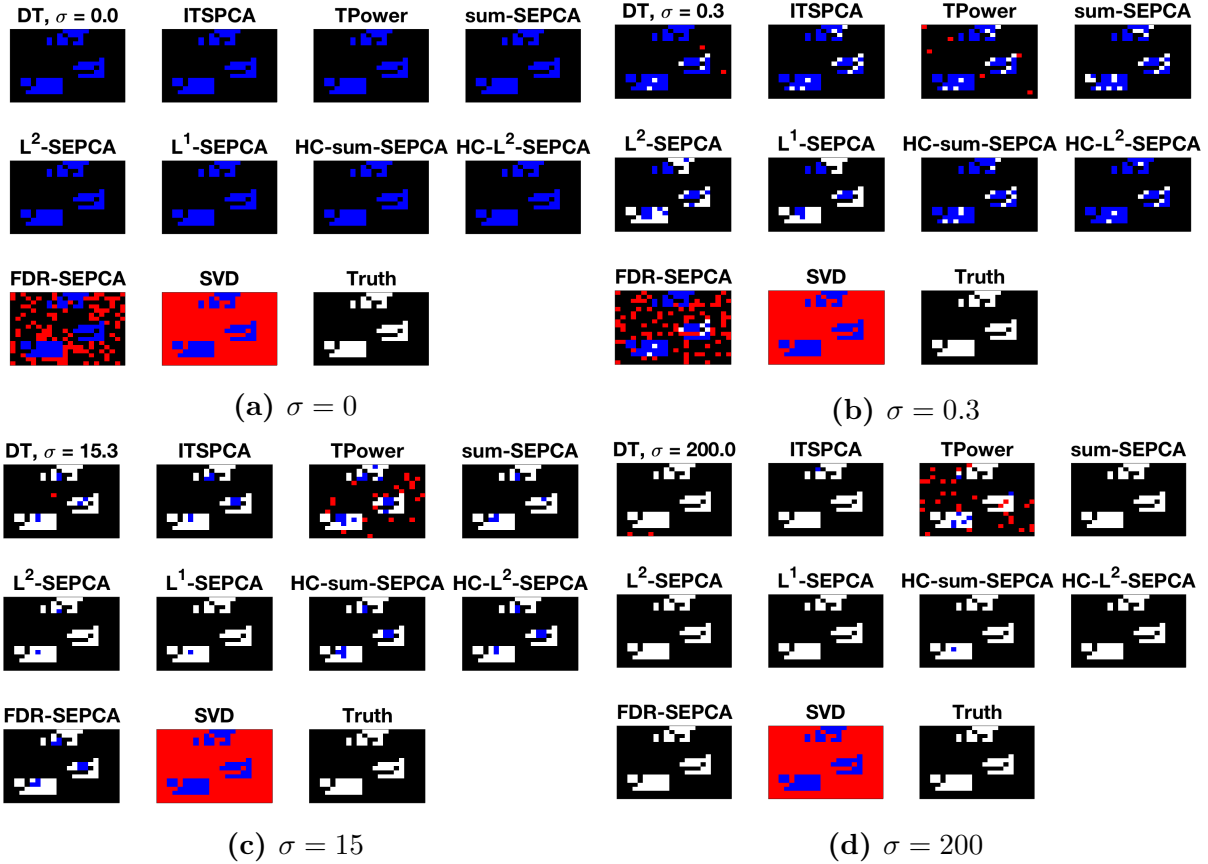 DT, σ = 0.0 ITSPCA TPower sum-SEPCA
L²-SEPCA L¹-SEPCA HC-sum-SEPCA HC-L²-SEPCA
FDR-SEPCA SVD Truth
(a) σ = 0
DT, σ = 0.3 ITSPCA TPower sum-SEPCA
L²-SEPCA L¹-SEPCA HC-sum-SEPCA HC-L²-SEPCA
FDR-SEPCA SVD Truth
(b) σ = 0.3
DT, σ = 15.3 ITSPCA TPower sum-SEPCA
L²-SEPCA L¹-SEPCA HC-sum-SEPCA HC-L²-SEPCA
FDR-SEPCA SVD Truth
(c) σ = 15
DT, σ = 200.0 ITSPCA TPower sum-SEPCA
L²-SEPCA L¹-SEPCA HC-sum-SEPCA HC-L²-SEPCA
FDR-SEPCA SVD Truth
(d) σ = 200